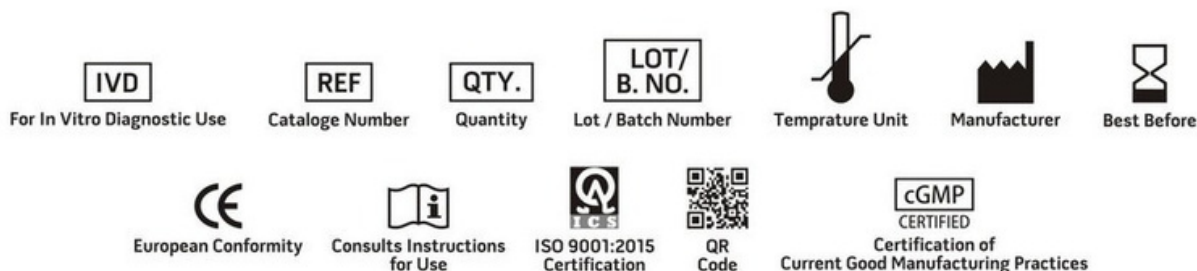 IVD
For In Vitro Diagnostic Use
REF
Cataloge Number
QTY.
Quantity
LOT/
B. NO.
Lot / Batch Number
Temprature Unit
Manufacturer
Best Before
CE
European Conformity
i
Consults Instructions
for Use
ICS
ISO 9001:2015
Certification
QR
Code
cGMP
CERTIFIED
Certification of
Current Good Manufacturing Practices